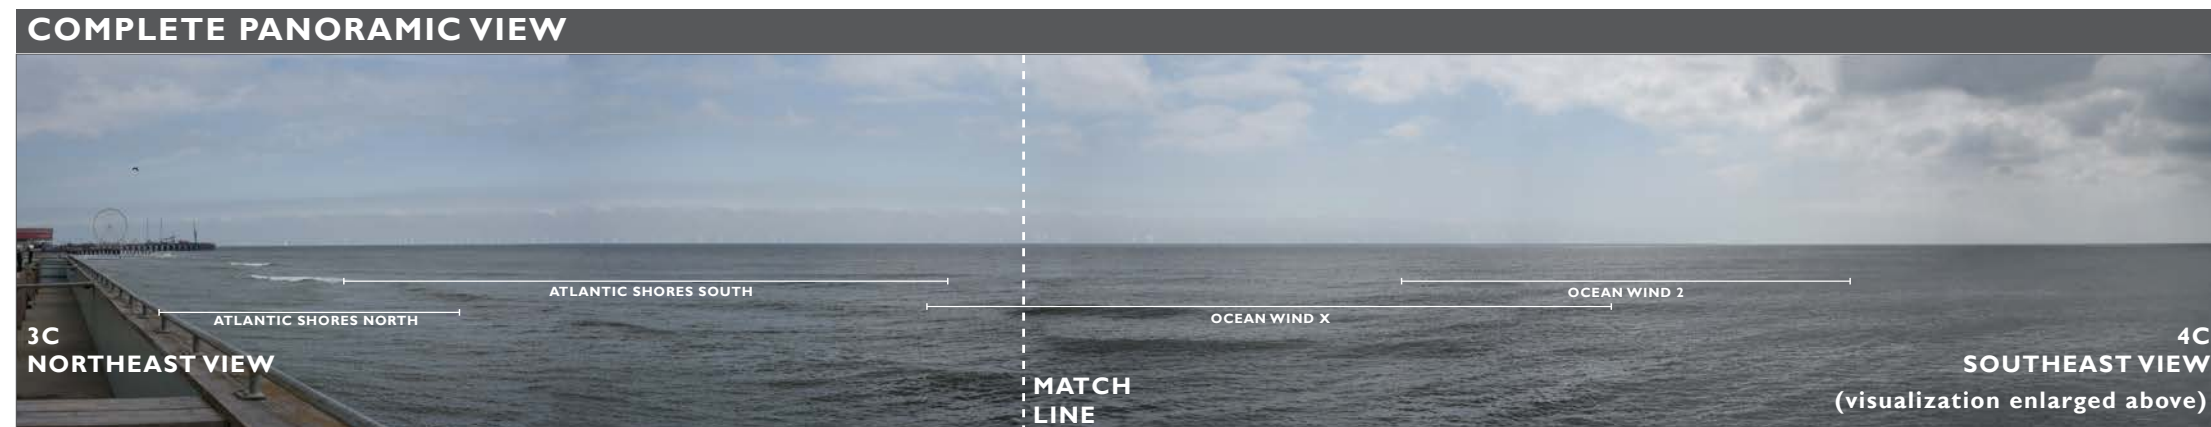 COMPLETE PANORAMIC VIEW
ATLANTIC SHORES SOUTH
OCEAN WIND 2
ATLANTIC SHORES NORTH
OCEAN WIND X
3C
NORTHEAST VIEW
4C
SOUTHEAST VIEW
(visualization enlarged above)
MATCH
LINE